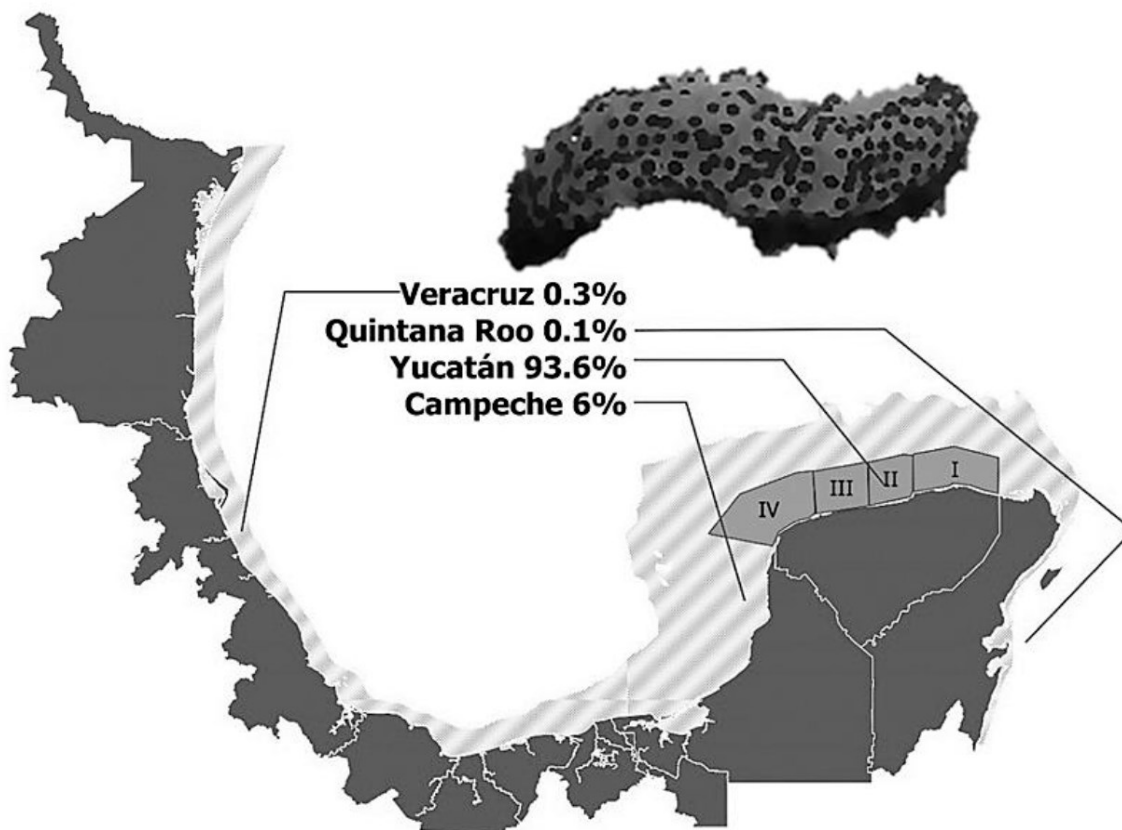 Veracruz 0.3%
Quintana Roo 0.1%
Yucatán 93.6%
Campeche 6%
I
II
III
IV